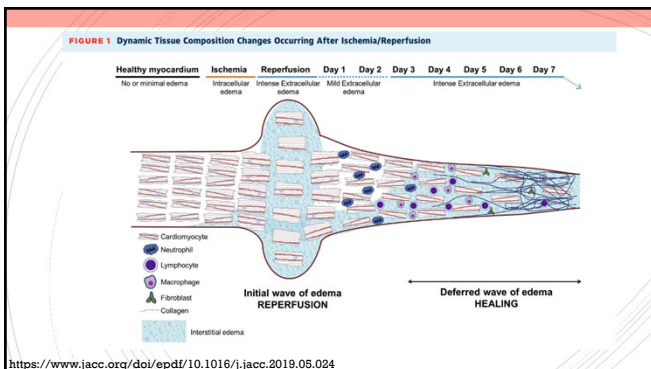 FIGURE 1 Dynamic Tissue Composition Changes Occurring After Ischemia/Reperfusion
Healthy myocardium Ischemia Reperfusion Day 1 Day 2 Day 3 Day 4 Day 5 Day 6 Day 7
No or minimal edema Intracellular Intense Extracellular Mild Extracellular Intense Extracellular edema
edema edema edema
Cardiomyocyte
Neutrophil
Lymphocyte
Macrophage
Fibroblast
Collagen
Interstitial edema
Initial wave of edema
REPERFUSION
Deferred wave of edema
HEALING
https://www.jacc.org/doi/epdf/10.1016/j.jacc.2019.05.024